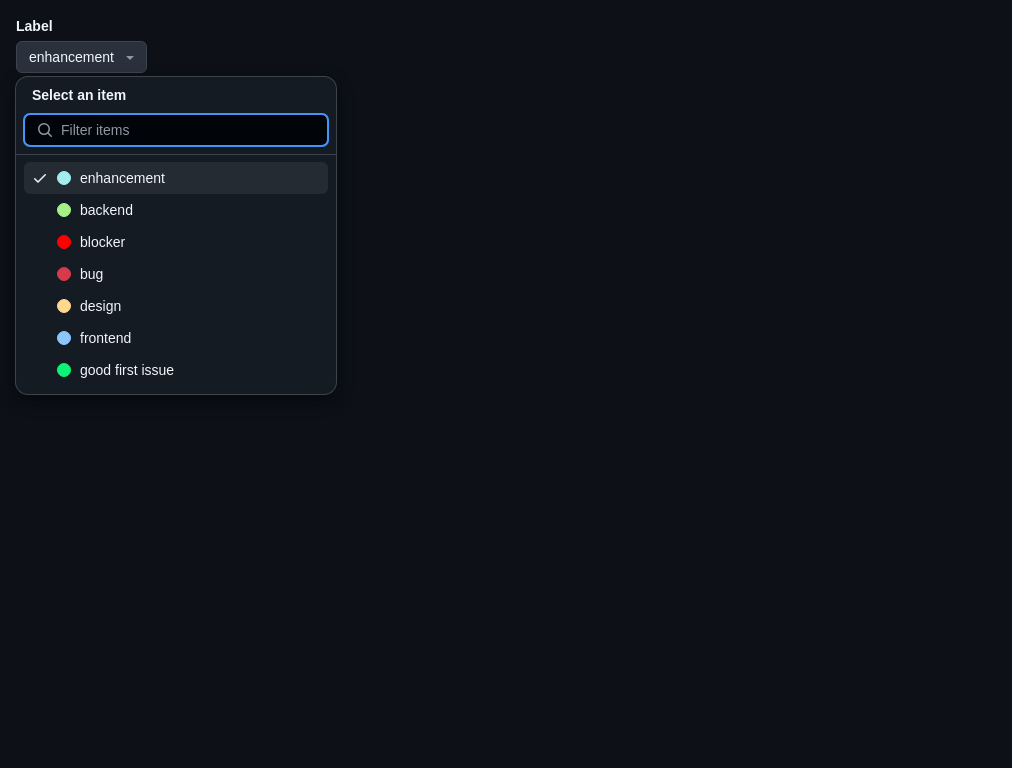 Label
enhancement
Select an item
Filter items
enhancement
backend
blocker
bug
design
frontend
good first issue